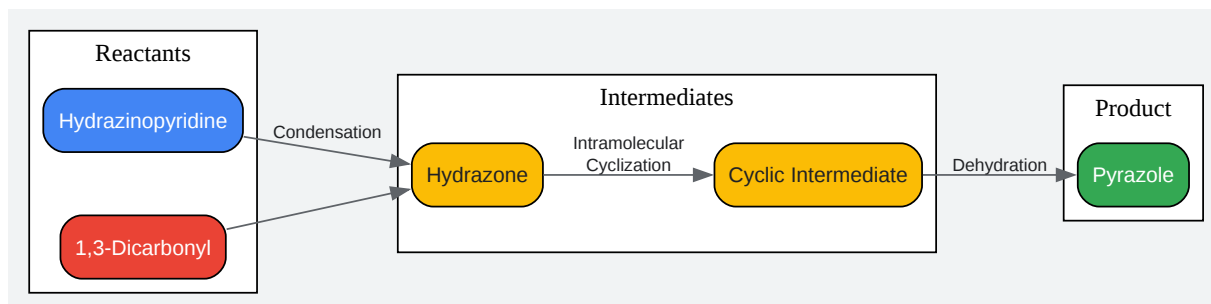 Reactants
Hydrazinopyridine
1,3-Dicarbonyl
Condensation
Intermediates
Hydrazone
Intramolecular
Cyclization
Cyclic Intermediate
Dehydration
Product
Pyrazole